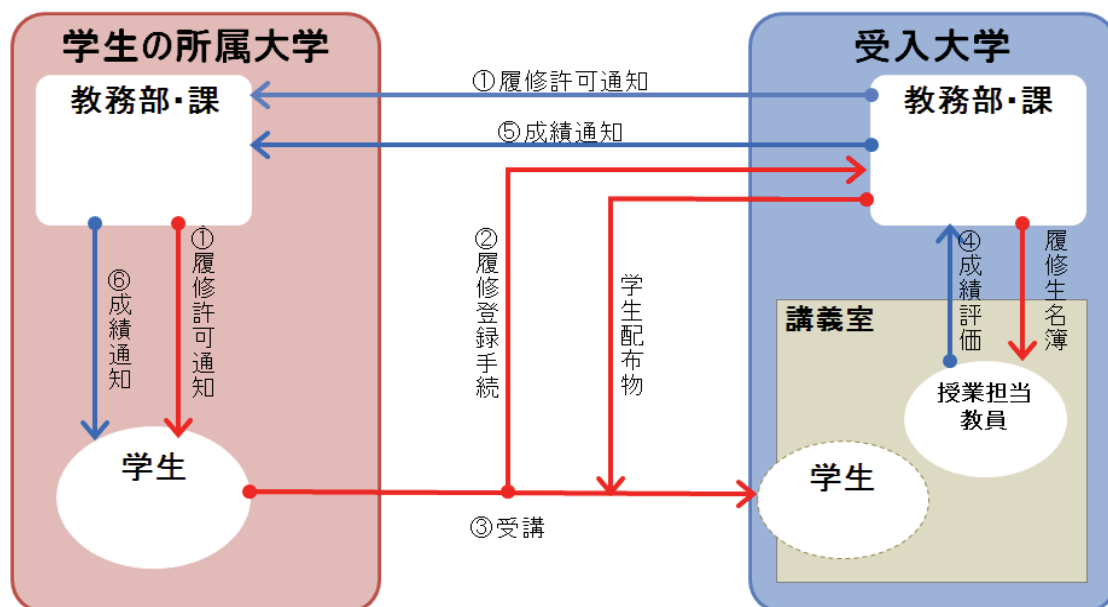 学生の所属大学
受入大学
教務部・課
①履修許可通知
教務部・課
⑤成績通知
⑥成績通知
①履修許可通知
②履修登録手続
学生配布物
④成績評価
履修生名簿
講義室
授業担当
教員
学生
学生
③受講